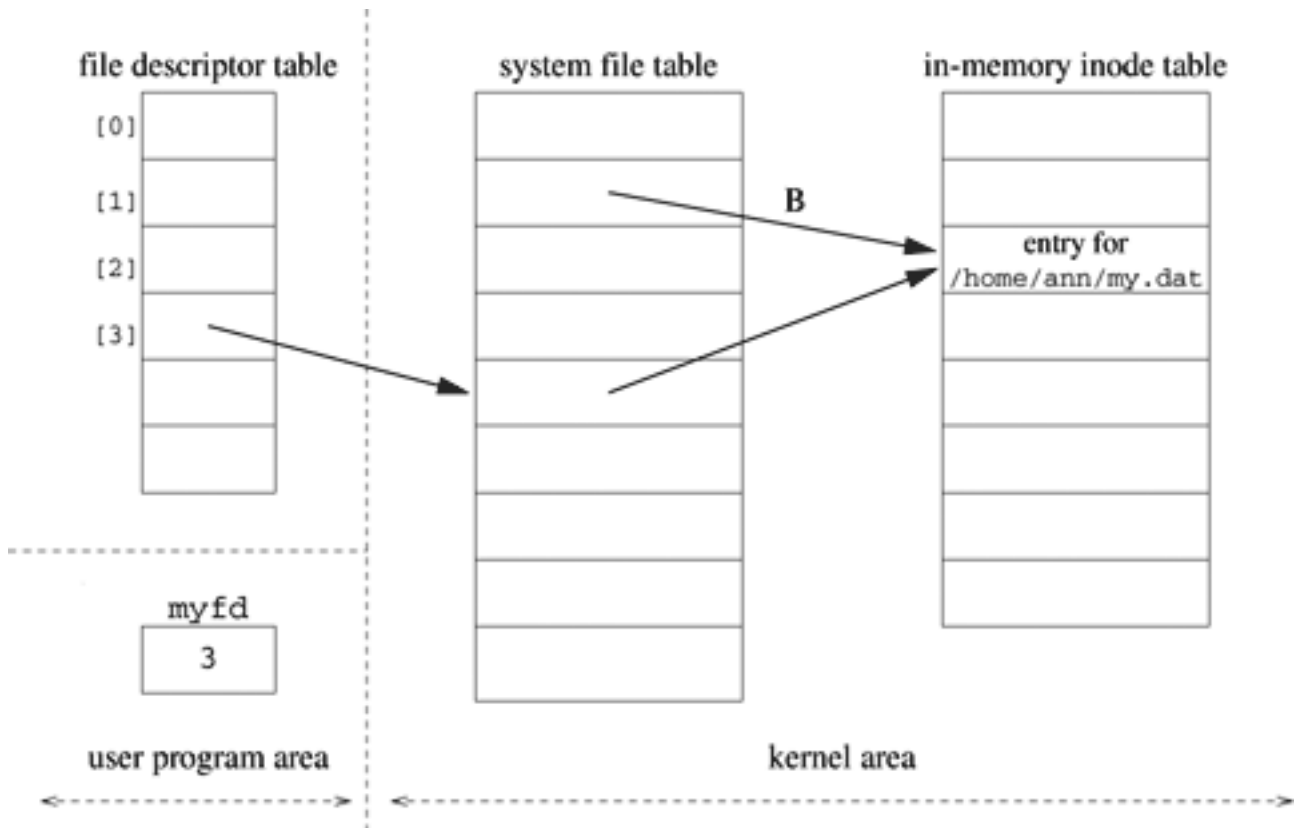 file descriptor table
system file table
in-memory inode table
[0]
[1]
[2]
[3]
B
entry for
/home/ann/my.dat
myfd
3
user program area
kernel area